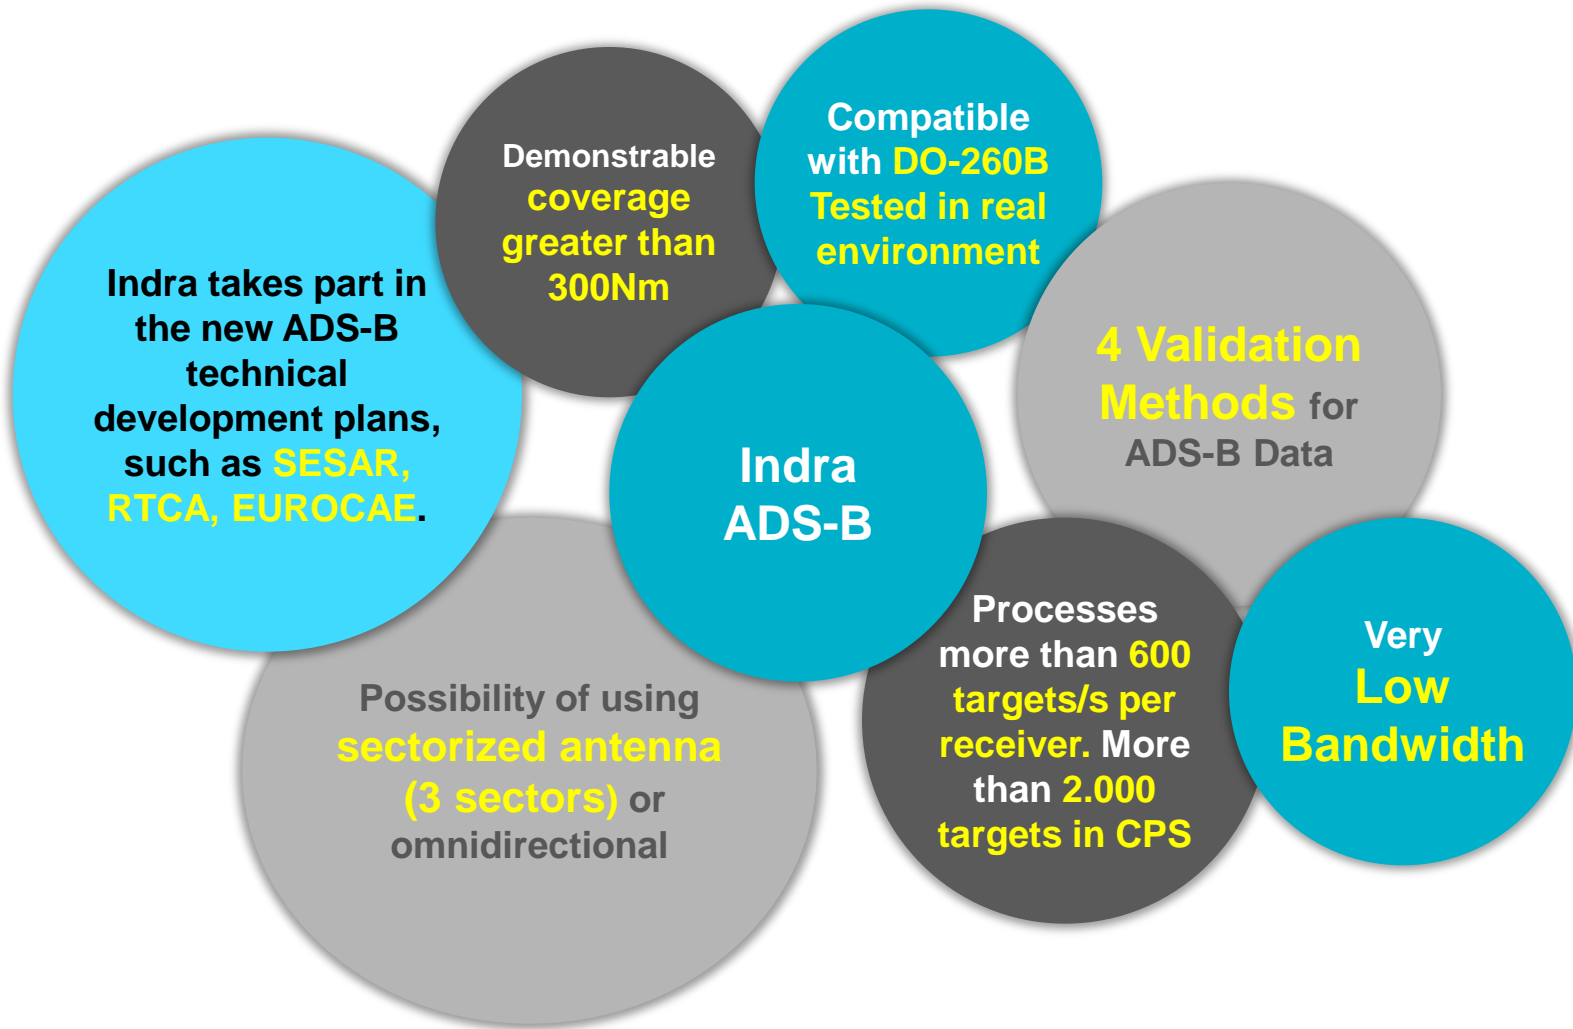 Indra takes part in
the new ADS-B
technical
development plans,
such as SESAR,
RTCA, EUROCAE.
Demonstrable
coverage
greater than
300Nm
Compatible
with DO-260B
Tested in real
environment
4 Validation
Methods for
ADS-B Data
Indra
ADS-B
Possibility of using
sectorized antenna
(3 sectors) or
omnidirectional
Processes
more than 600
targets/s per
receiver. More
than 2.000
targets in CPS
Very
Low
Bandwidth